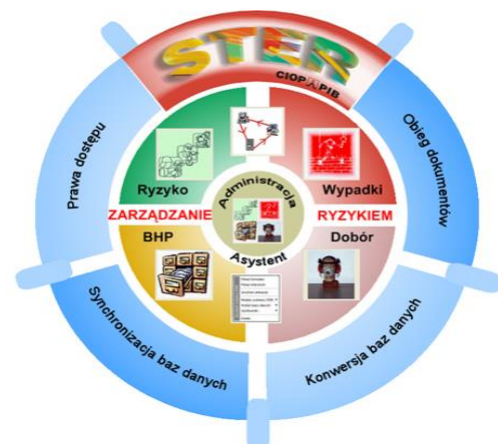 STER
CIOP PIB
Prawa dostępu
Obieg dokumentów
Ryzyko
Wypadki
Administracja
ZARZĄDZANIE
RYZYKIEM
BHP
Dobór
Asystent
Synchronizacja baz danych
Konwersja baz danych